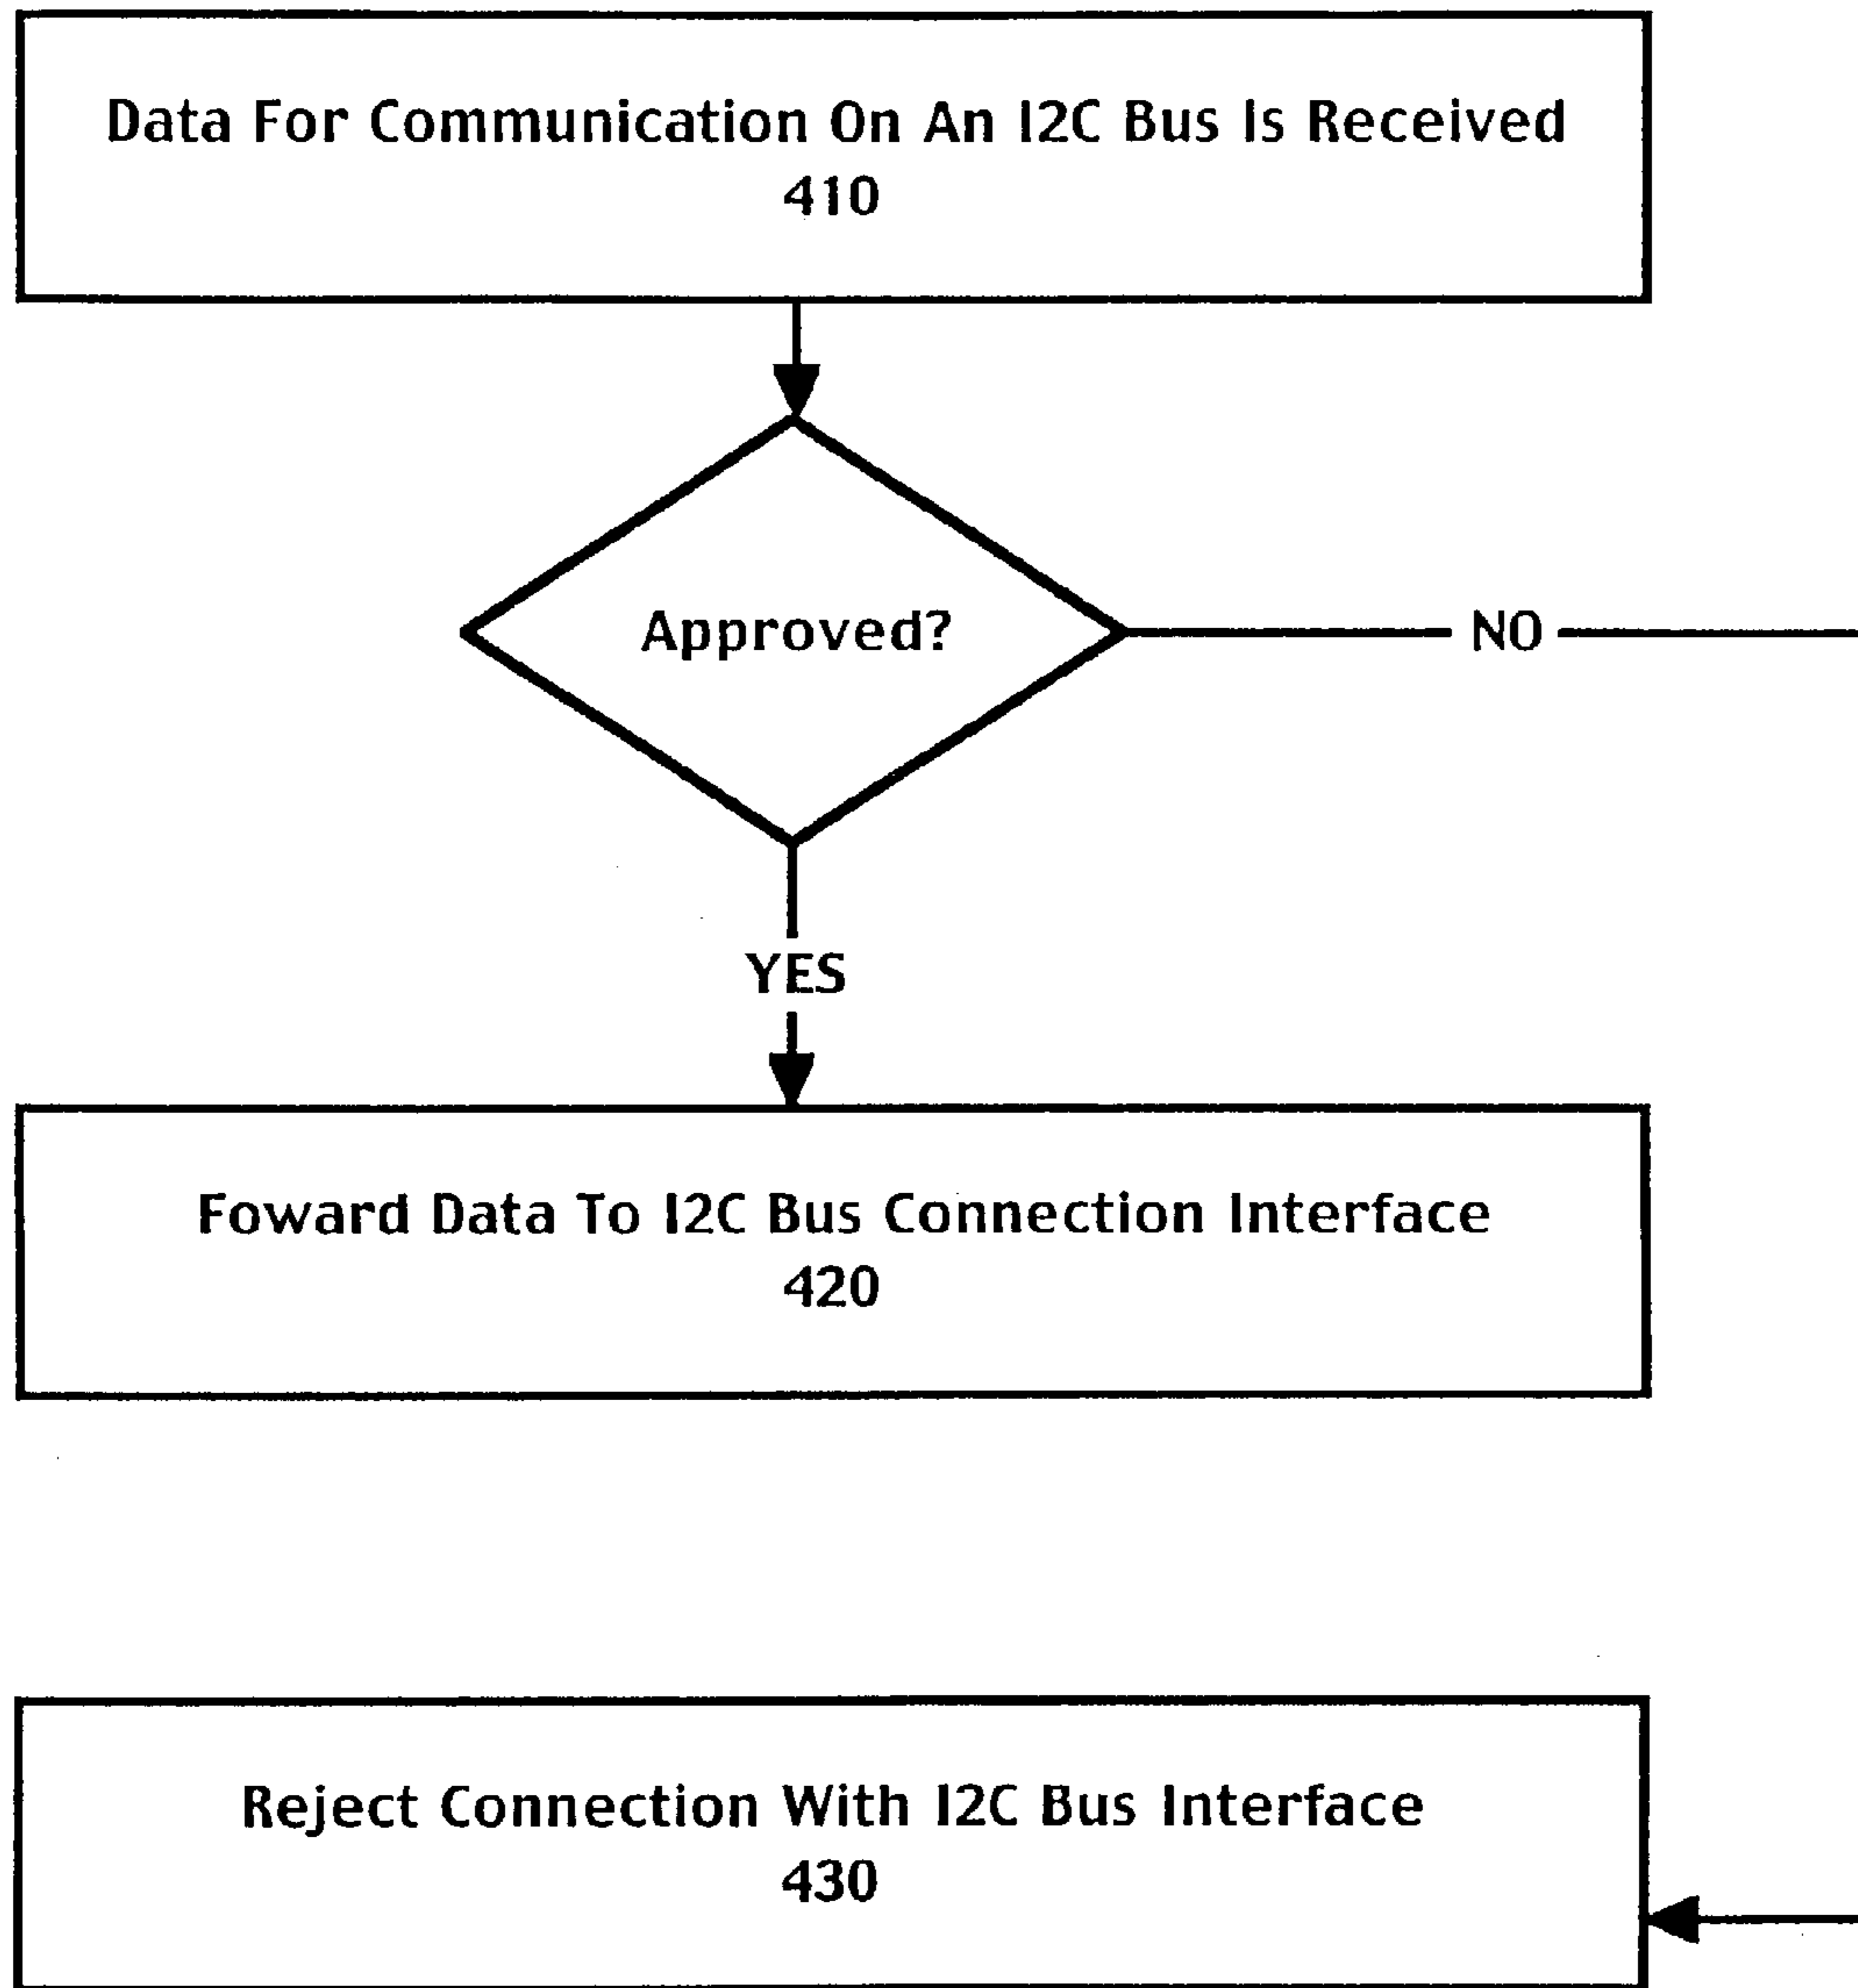 Data For Communication On An I2C Bus Is Received
410
Approved?
NO
YES
Foward Data To I2C Bus Connection Interface
420
Reject Connection With I2C Bus Interface
430